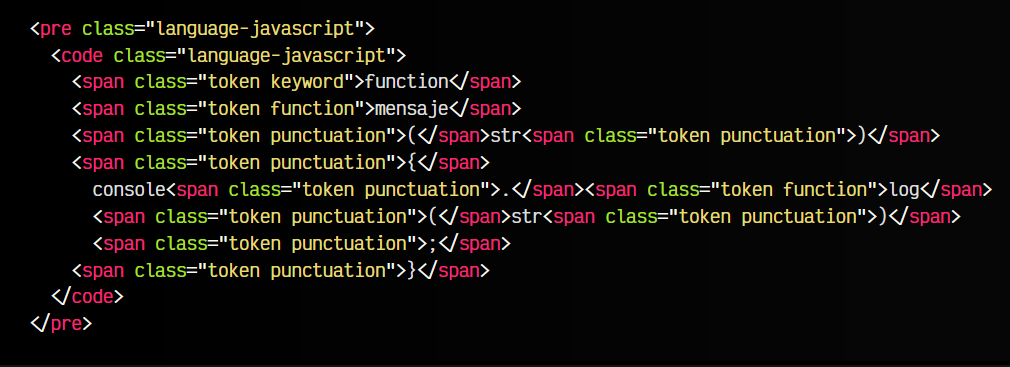 <pre class="language-javascript">
  <code class="language-javascript">
    <span class="token keyword">function</span>
    <span class="token function">mensaje</span>
    <span class="token punctuation">(</span>str<span class="token punctuation">)</span>
    <span class="token punctuation">{</span>
      console<span class="token punctuation">.</span><span class="token function">log</span>
      <span class="token punctuation">(</span>str<span class="token punctuation">)</span>
      <span class="token punctuation">;</span>
    <span class="token punctuation">}</span>
  </code>
</pre>